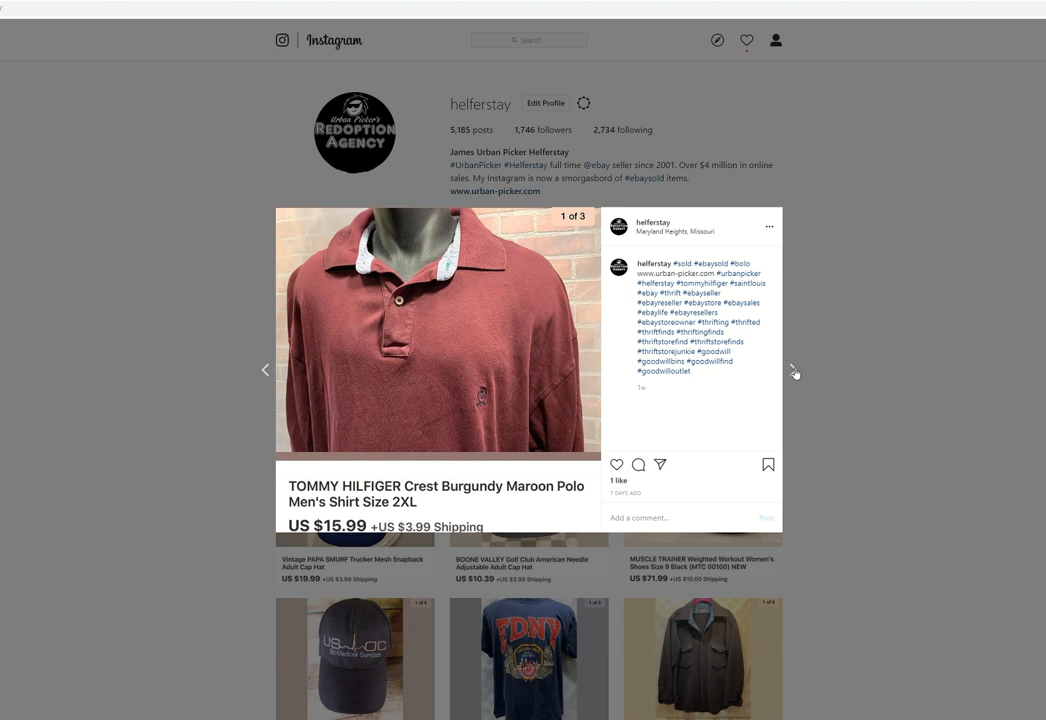 Instagram
Search
Urban Picker's
REDOPTION
AGENCY
helferstay
Edit Profile
5,185 posts 1,746 followers 2,734 following
James Urban Picker Helferstay
#UrbanPicker #Helferstay full time @ebay seller since 2001. Over $4 million in online
sales. My Instagram is now a smorgasbord of #ebaysold items.
www.urban-picker.com
1 of 3
TOMMY HILFIGER Crest Burgundy Maroon Polo
Men's Shirt Size 2XL
US $15.99 +US $3.99 Shipping
helferstay
Maryland Heights, Missouri
helferstay #sold #ebaysold #bolo
www.urban-picker.com #urbanpicker
#helferstay #tommyhilfiger #saintlouis
#ebay #thrift #ebayseller
#ebayreseller #ebaystore #ebaysales
#ebaylife #ebayresellers
#ebaystoreowner #thrifting #thrifted
#thriftfinds #thriftingfinds
#thriftstorefind #thriftstorefinds
#thriftstorejunkie #goodwill
#goodwillbins #goodwillfind
#goodwilloutlet
1w
1 like
7 DAYS AGO
Add a comment...
Post
Vintage PAPA SMURF Trucker Mesh Snapback
Adult Cap Hat
US $19.99 +US $3.99 Shipping
BOONE VALLEY Golf Club American Needle
Adjustable Adult Cap Hat
US $10.39 +US $3.99 Shipping
MUSCLE TRAINER Weighted Workout Women's
Shoes Size 9 Black (MTC 00100) NEW
US $71.99 +US $10.00 Shipping
Bio-Medical Services
FDNY